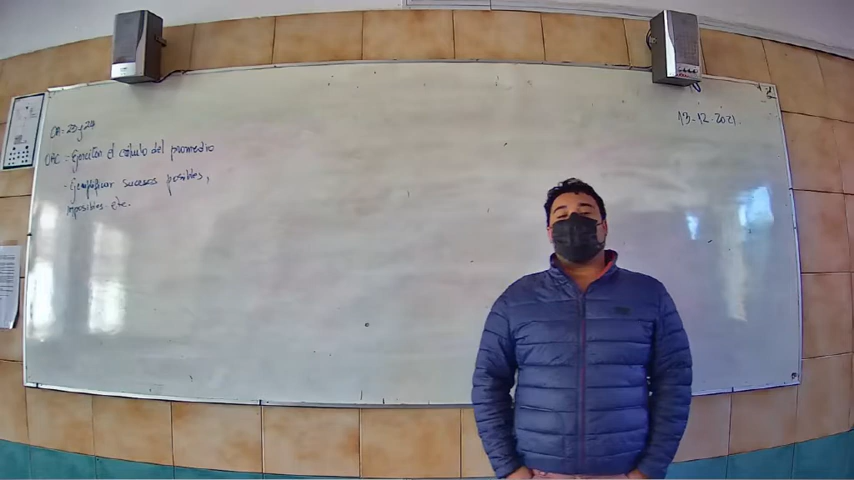 OA: 23 y 24
OAC: Ejercitar el cálculo del promedio
- Ejemplificar sucesos posibles,
imposibles. etc.
13-12-2021.